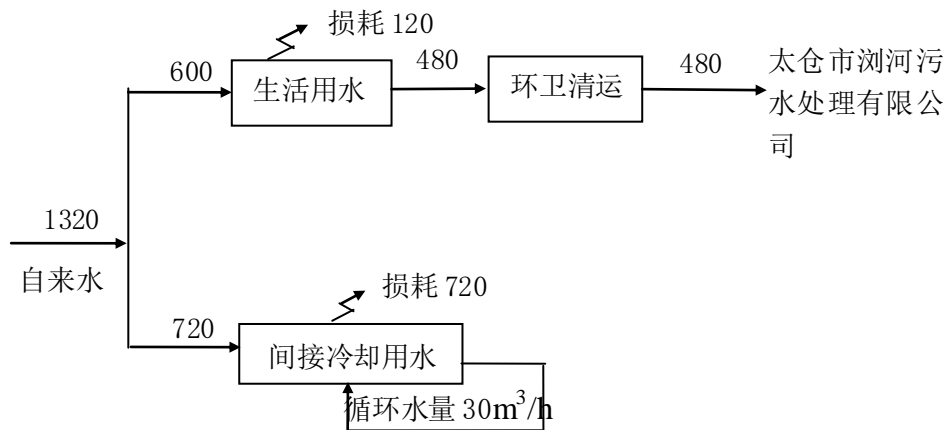 损耗 120
600
生活用水
480
环卫清运
480
太仓市浏河污
水处理有限公
司
1320
自来水
损耗 720
720
间接冷却用水
循环水量 30m³/h